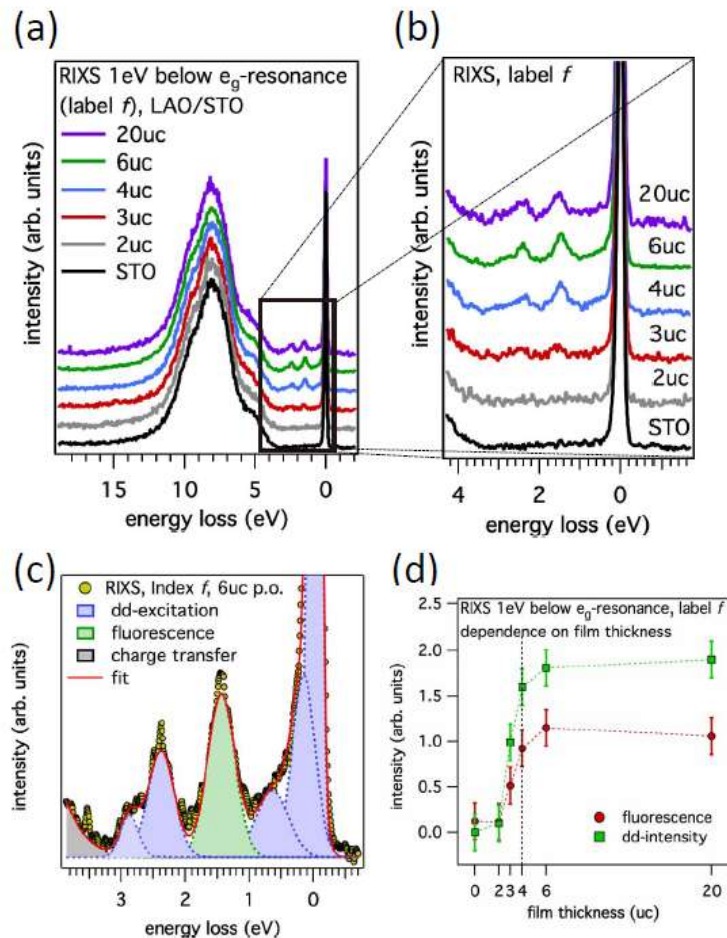 (a)
RIXS 1eV below eg-resonance
(label f), LAO/STO
20uc
6uc
4uc
3uc
2uc
STO
intensity (arb. units)
15 10 5 0
energy loss (eV)
(b)
RIXS, label f
20uc
6uc
4uc
3uc
2uc
STO
intensity (arb. units)
4 2 0
energy loss (eV)
(c)
RIXS, Index f, 6uc p.o.
dd-excitation
fluorescence
charge transfer
fit
intensity (arb. units)
3 2 1 0
energy loss (eV)
(d)
RIXS 1eV below eg-resonance, label f
dependence on film thickness
2.5
2.0
1.5
1.0
0.5
0.0
intensity (arb. units)
fluorescence
dd-intensity
0 2 3 4 6 20
film thickness (uc)